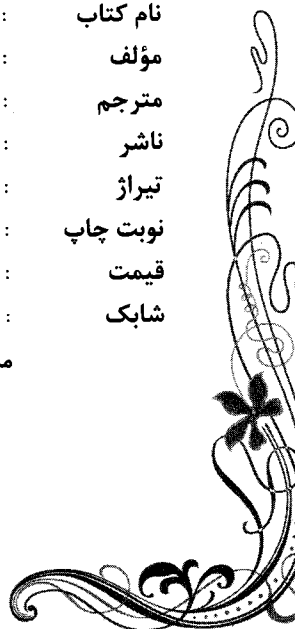 نام کتاب :
مؤلف :
مترجم :
ناشر :
تیراژ :
نوبت چاپ :
قیمت :
شابک :